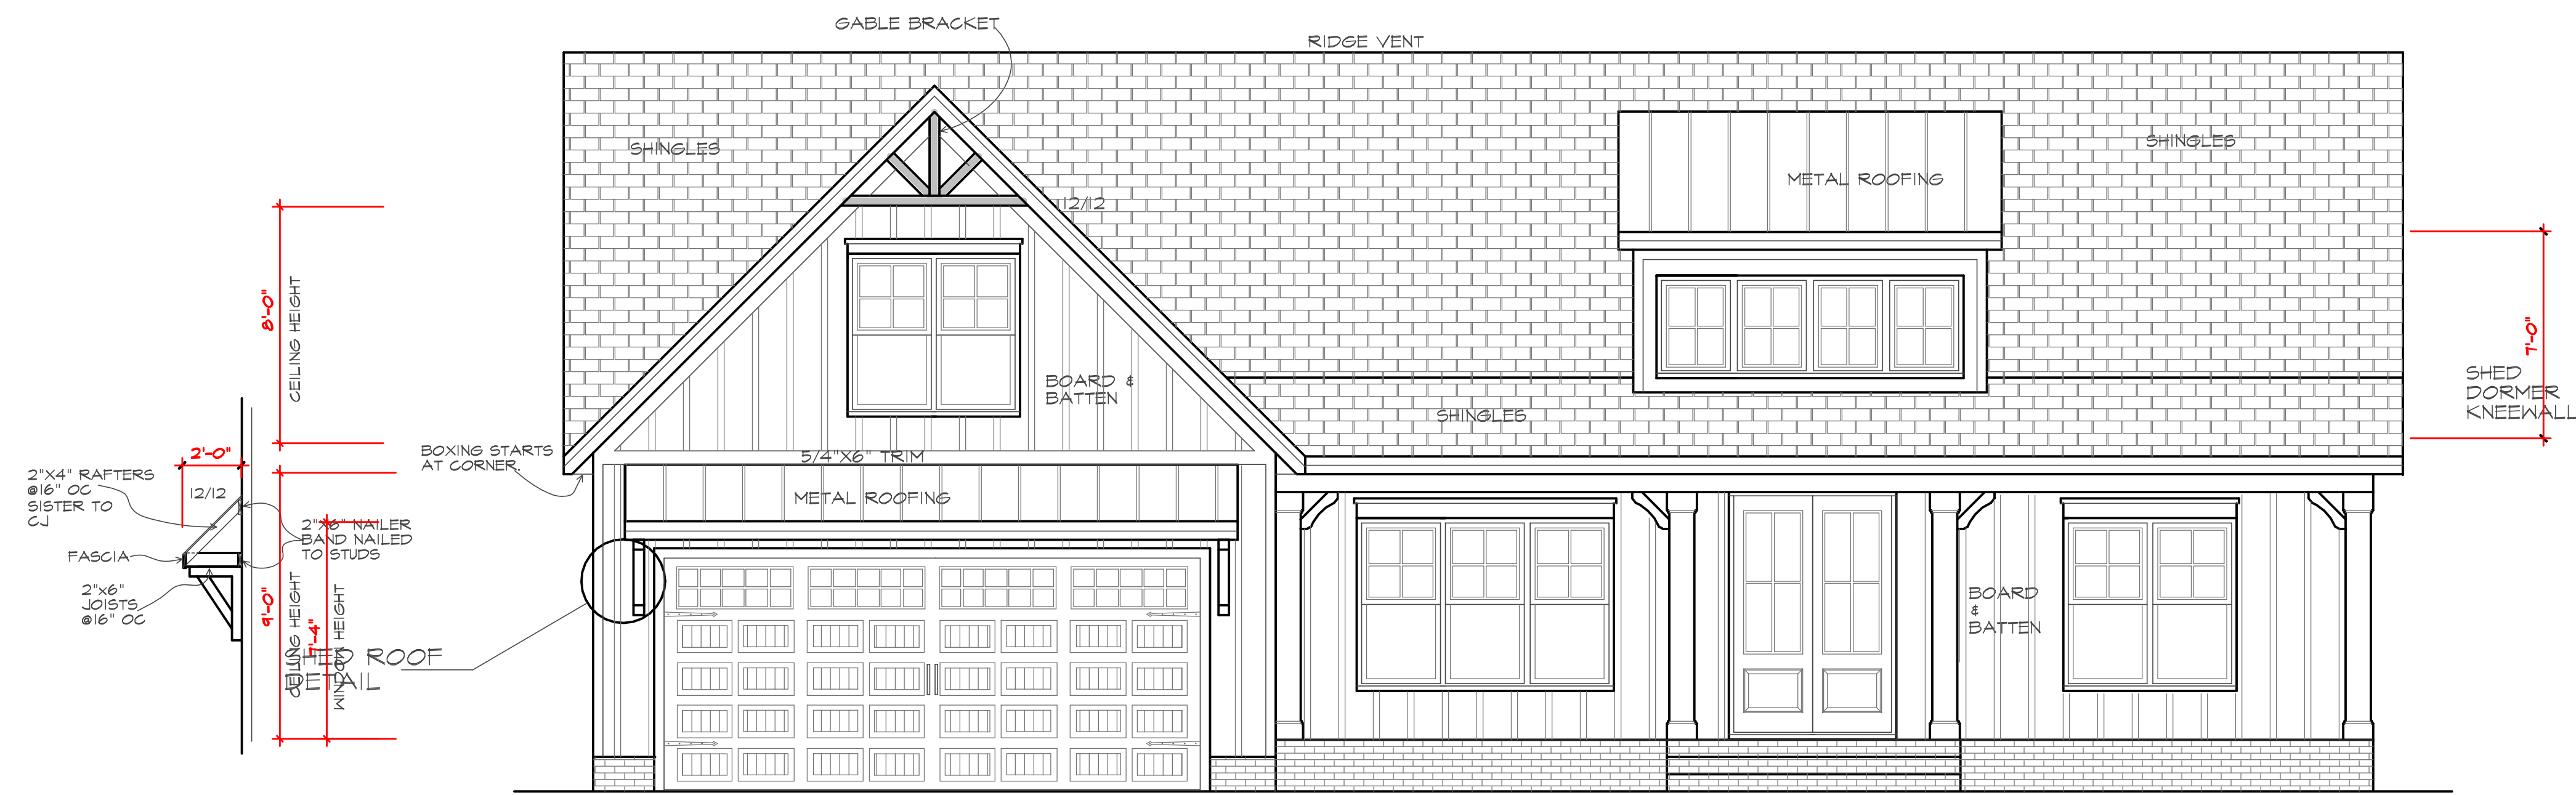 GABLE BRACKET
RIDGE VENT
SHINGLES
SHINGLES
METAL ROOFING
12/12
8'-0"
CEILING HEIGHT
7'-0"
SHED
DORMER
KNEEWALL
BOARD &
BATTEN
SHINGLES
BOXING STARTS
AT CORNER.
5/4"X6" TRIM
METAL ROOFING
2'-0"
2"X4" RAFTERS
@16" OC
SISTER TO
CJ
12/12
2"X6" NAILER
BAND NAILED
TO STUDS
FASCIA
2"x6"
JOISTS
@16" OC
9'-0"
CEILING HEIGHT
7'-4"
WINDOW HEIGHT
SHED ROOF
DETAIL
BOARD
&
BATTEN